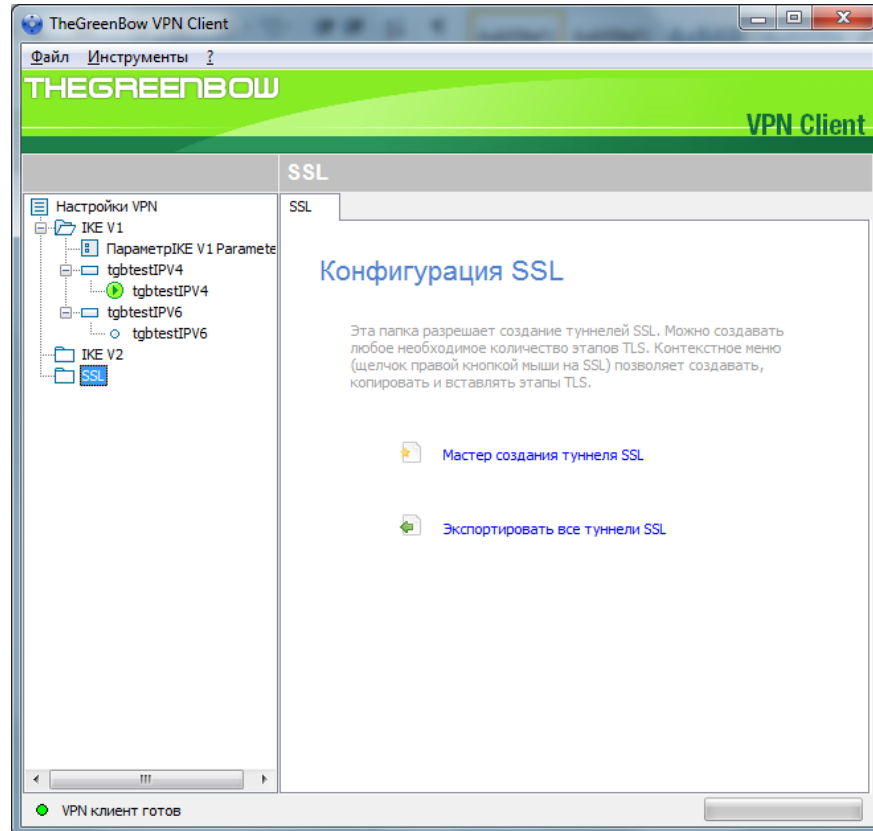 TheGreenBow VPN Client
Файл Инструменты ?
THEGREENBOW
VPN Client
SSL
Настройки VPN
IKE V1
ПараметрIKE V1 Paramete
tgbtestIPV4
tgbtestIPV4
tgbtestIPV6
tgbtestIPV6
IKE V2
SSL
SSL
Конфигурация SSL
Эта папка разрешает создание туннелей SSL. Можно создавать
любое необходимое количество этапов TLS. Контекстное меню
(щелчок правой кнопкой мыши на SSL) позволяет создавать,
копировать и вставлять этапы TLS.
Мастер создания туннеля SSL
Экспортировать все туннели SSL
VPN клиент готов